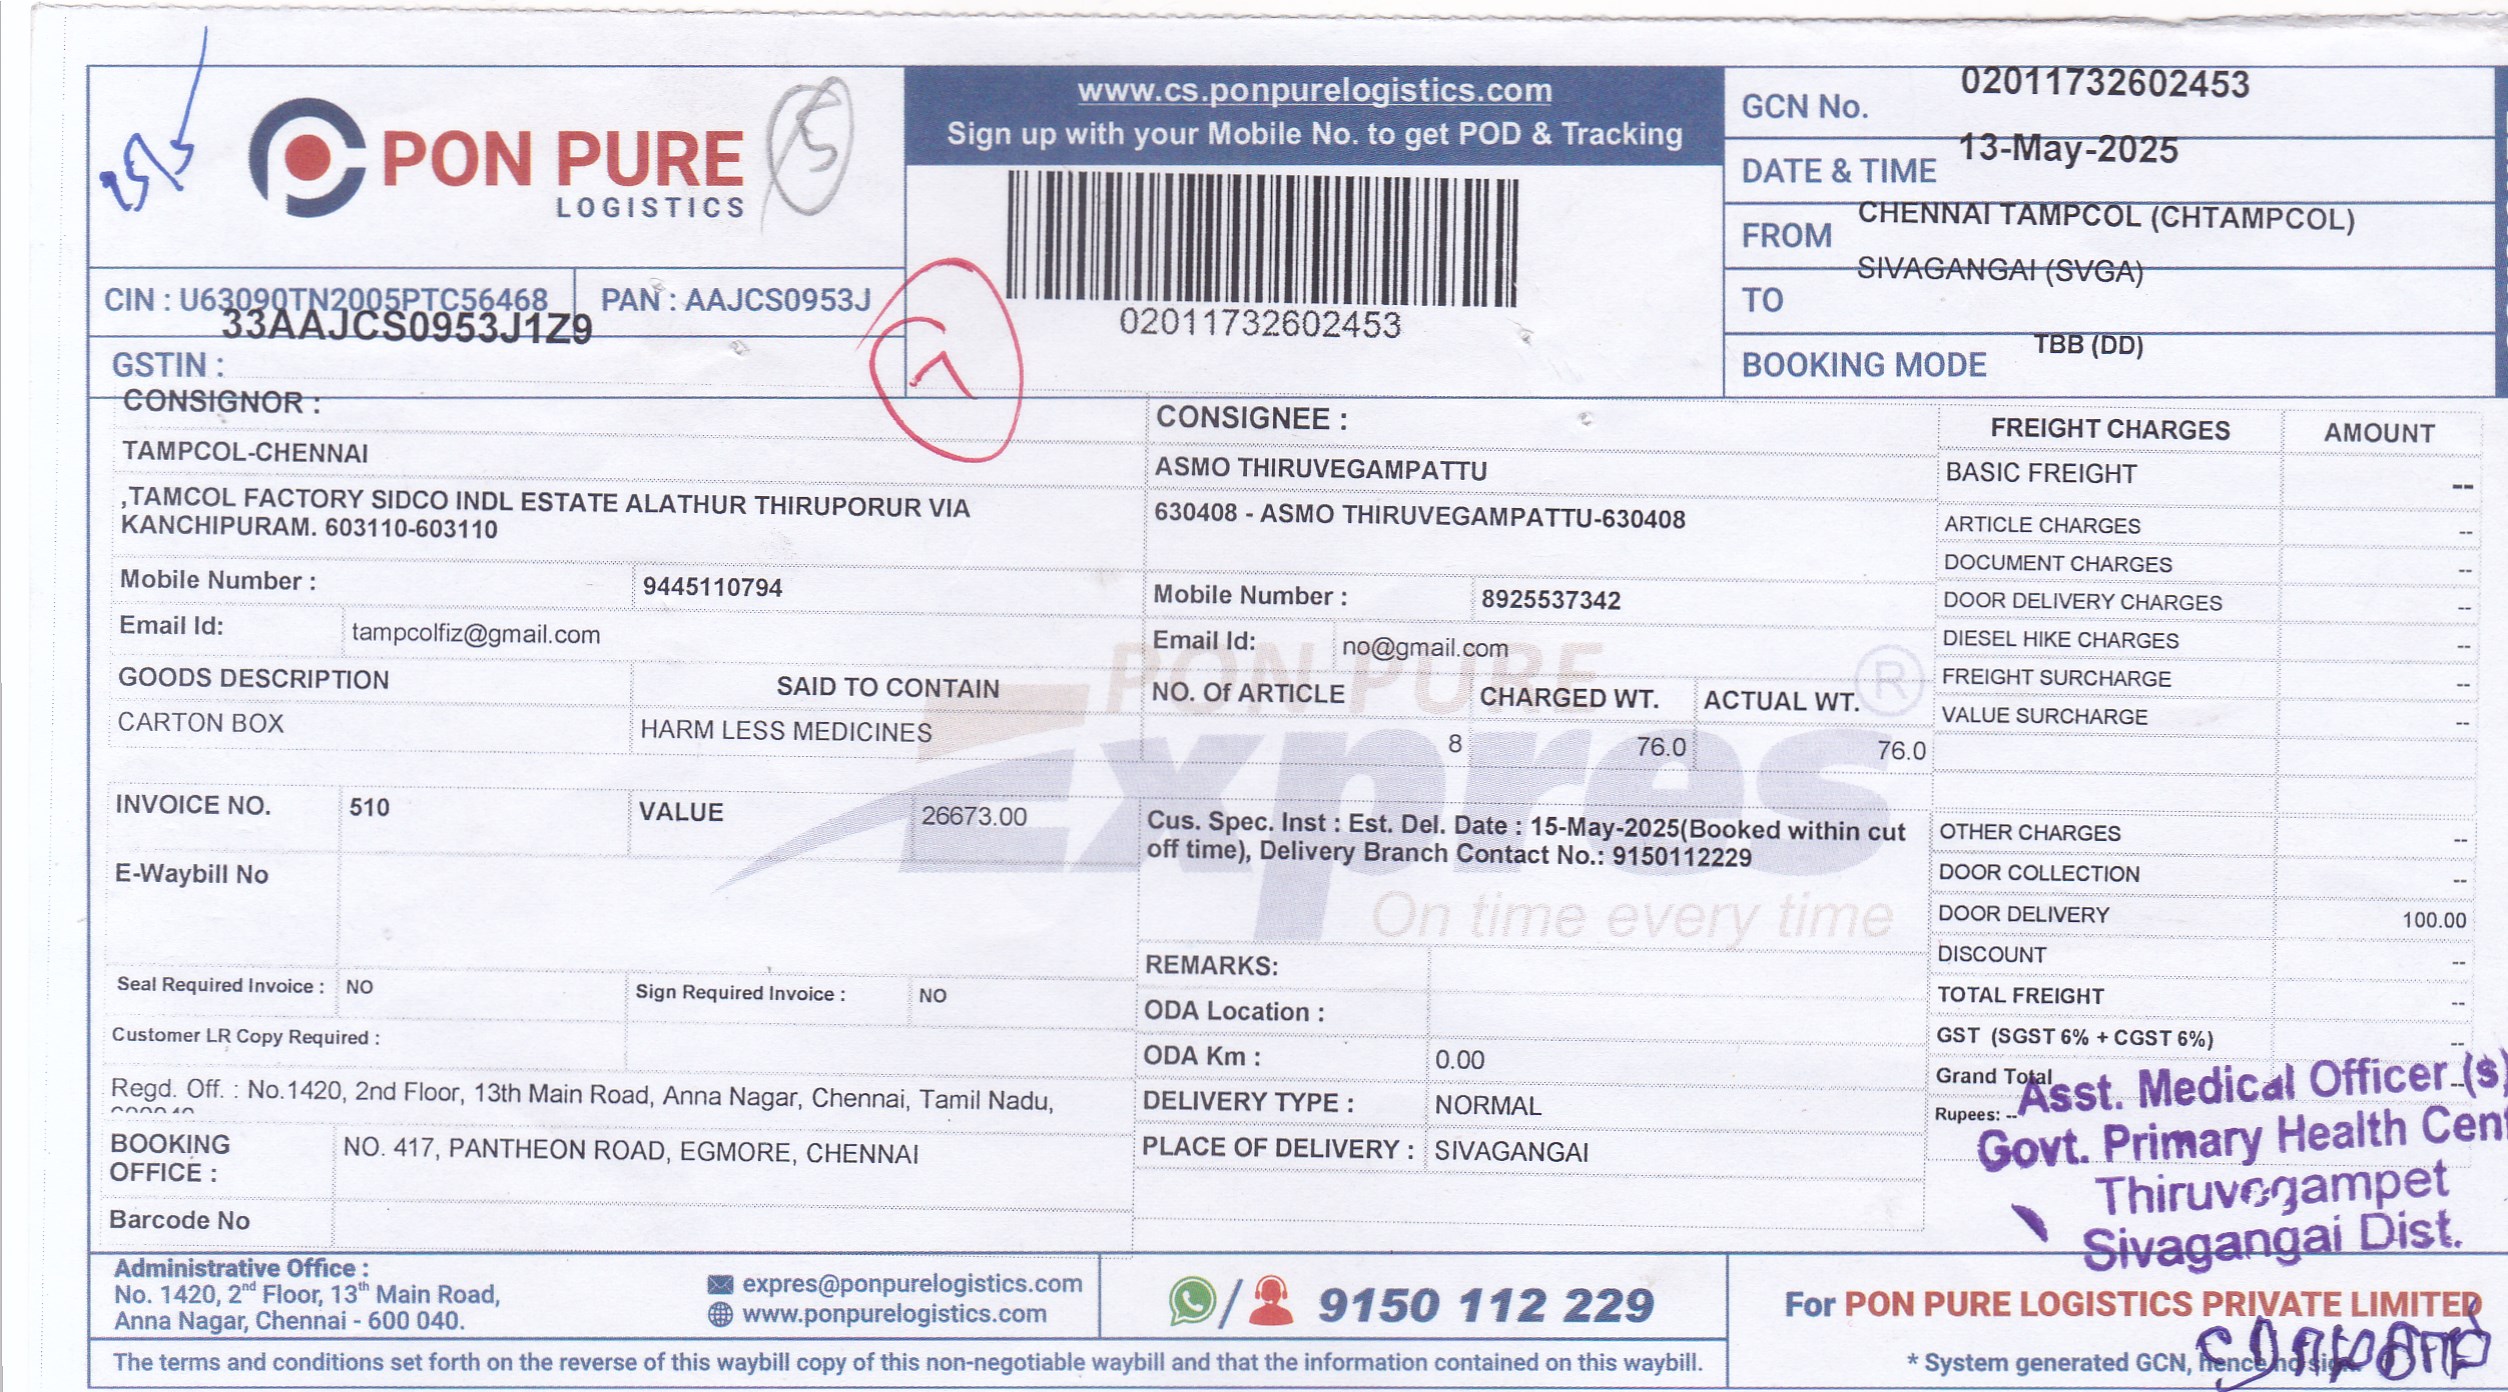 PON PURE
LOGISTICS
www.cs.ponpurelogistics.com
Sign up with your Mobile No. to get POD & Tracking
02011732602453
GCN No. 02011732602453
DATE & TIME 13-May-2025
FROM CHENNAI TAMPCOL (CHTAMPCOL)
TO SIVAGANGAI (SVGA)
BOOKING MODE TBB (DD)
CIN : U63090TN2005PTC56468 PAN : AAJCS0953J
GSTIN : 33AAJCS0953J1Z9
CONSIGNOR :
TAMPCOL-CHENNAI
,TAMCOL FACTORY SIDCO INDL ESTATE ALATHUR THIRUPORUR VIA
KANCHIPURAM. 603110-603110
Mobile Number : 9445110794
Email Id: tampcolfiz@gmail.com
GOODS DESCRIPTION SAID TO CONTAIN
CARTON BOX HARM LESS MEDICINES
INVOICE NO. 510 VALUE 26673.00
E-Waybill No
Seal Required Invoice : NO Sign Required Invoice : NO
Customer LR Copy Required :
Regd. Off. : No.1420, 2nd Floor, 13th Main Road, Anna Nagar, Chennai, Tamil Nadu,
BOOKING
OFFICE : NO. 417, PANTHEON ROAD, EGMORE, CHENNAI
Barcode No
CONSIGNEE :
ASMO THIRUVEGAMPATTU
630408 - ASMO THIRUVEGAMPATTU-630408
Mobile Number : 8925537342
Email Id: no@gmail.com
NO. Of ARTICLE CHARGED WT. ACTUAL WT.
8 76.0 76.0
PON PURE
Expres ®
On time every time
Cus. Spec. Inst : Est. Del. Date : 15-May-2025(Booked within cut
off time), Delivery Branch Contact No.: 9150112229
REMARKS:
ODA Location :
ODA Km : 0.00
DELIVERY TYPE : NORMAL
PLACE OF DELIVERY : SIVAGANGAI
FREIGHT CHARGES AMOUNT
BASIC FREIGHT --
ARTICLE CHARGES --
DOCUMENT CHARGES --
DOOR DELIVERY CHARGES --
DIESEL HIKE CHARGES --
FREIGHT SURCHARGE --
VALUE SURCHARGE --
OTHER CHARGES --
DOOR COLLECTION --
DOOR DELIVERY 100.00
DISCOUNT --
TOTAL FREIGHT --
GST (SGST 6% + CGST 6%) --
Grand Total --
Rupees: --
Asst. Medical Officer (s)
Govt. Primary Health Cent
Thiruvegampet
Sivagangai Dist.
Administrative Office :
No. 1420, 2nd Floor, 13th Main Road,
Anna Nagar, Chennai - 600 040.
expres@ponpurelogistics.com
www.ponpurelogistics.com
9150 112 229
For PON PURE LOGISTICS PRIVATE LIMITED
* System generated GCN, hence no sign
The terms and conditions set forth on the reverse of this waybill copy of this non-negotiable waybill and that the information contained on this waybill.